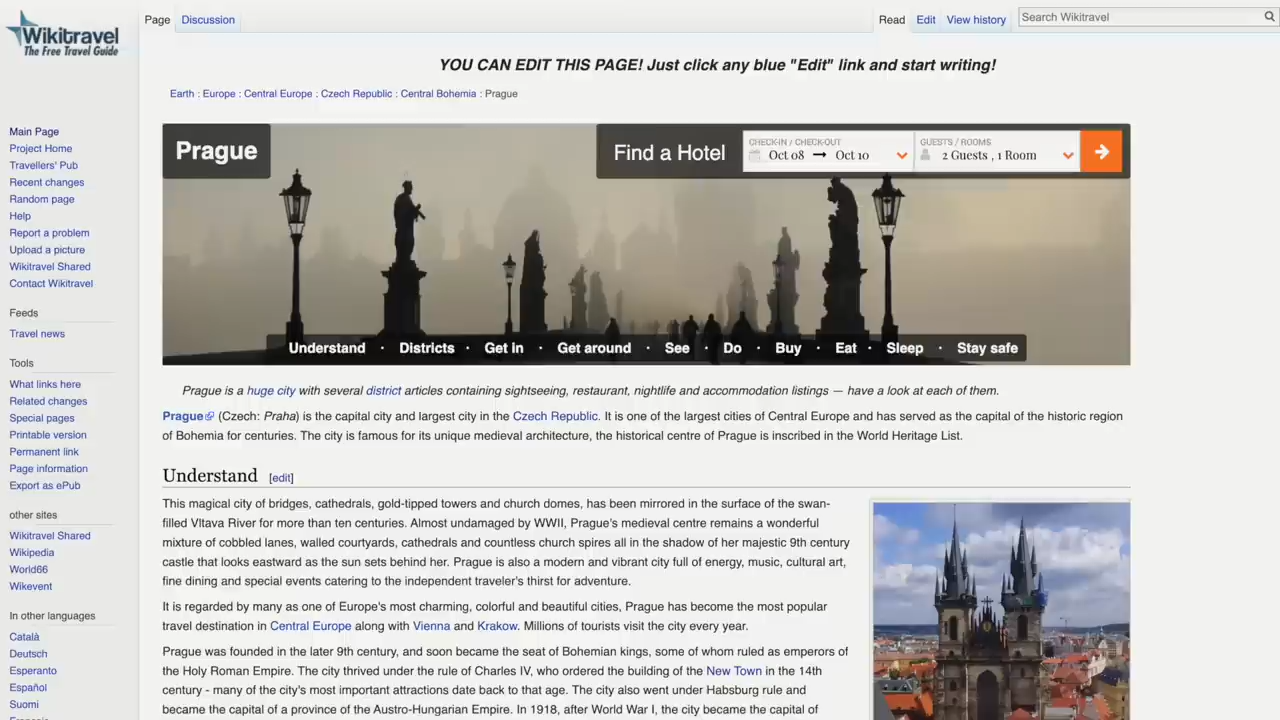 Wikitravel
The Free Travel Guide
Page
Discussion
Read
Edit
View history
Search Wikitravel
YOU CAN EDIT THIS PAGE! Just click any blue "Edit" link and start writing!
Earth : Europe : Central Europe : Czech Republic : Central Bohemia : Prague
Main Page
Project Home
Travellers' Pub
Recent changes
Random page
Help
Report a problem
Upload a picture
Wikitravel Shared
Contact Wikitravel
Feeds
Travel news
Tools
What links here
Related changes
Special pages
Printable version
Permanent link
Page information
Export as ePub
other sites
Wikitravel Shared
Wikipedia
World66
Wikevent
In other languages
Català
Deutsch
Esperanto
Español
Suomi
Prague
Find a Hotel
CHECK-IN / CHECK-OUT
Oct 08 → Oct 10
GUESTS / ROOMS
2 Guests , 1 Room
Understand · Districts · Get in · Get around · See · Do · Buy · Eat · Sleep · Stay safe
Prague is a huge city with several district articles containing sightseeing, restaurant, nightlife and accommodation listings — have a look at each of them.
Prague (Czech: Praha) is the capital city and largest city in the Czech Republic. It is one of the largest cities of Central Europe and has served as the capital of the historic region
of Bohemia for centuries. The city is famous for its unique medieval architecture, the historical centre of Prague is inscribed in the World Heritage List.
Understand [edit]
This magical city of bridges, cathedrals, gold-tipped towers and church domes, has been mirrored in the surface of the swan-
filled Vltava River for more than ten centuries. Almost undamaged by WWII, Prague's medieval centre remains a wonderful
mixture of cobbled lanes, walled courtyards, cathedrals and countless church spires all in the shadow of her majestic 9th century
castle that looks eastward as the sun sets behind her. Prague is also a modern and vibrant city full of energy, music, cultural art,
fine dining and special events catering to the independent traveler's thirst for adventure.
It is regarded by many as one of Europe's most charming, colorful and beautiful cities, Prague has become the most popular
travel destination in Central Europe along with Vienna and Krakow. Millions of tourists visit the city every year.
Prague was founded in the later 9th century, and soon became the seat of Bohemian kings, some of whom ruled as emperors of
the Holy Roman Empire. The city thrived under the rule of Charles IV, who ordered the building of the New Town in the 14th
century - many of the city's most important attractions date back to that age. The city also went under Habsburg rule and
became the capital of a province of the Austro-Hungarian Empire. In 1918, after World War I, the city became the capital of